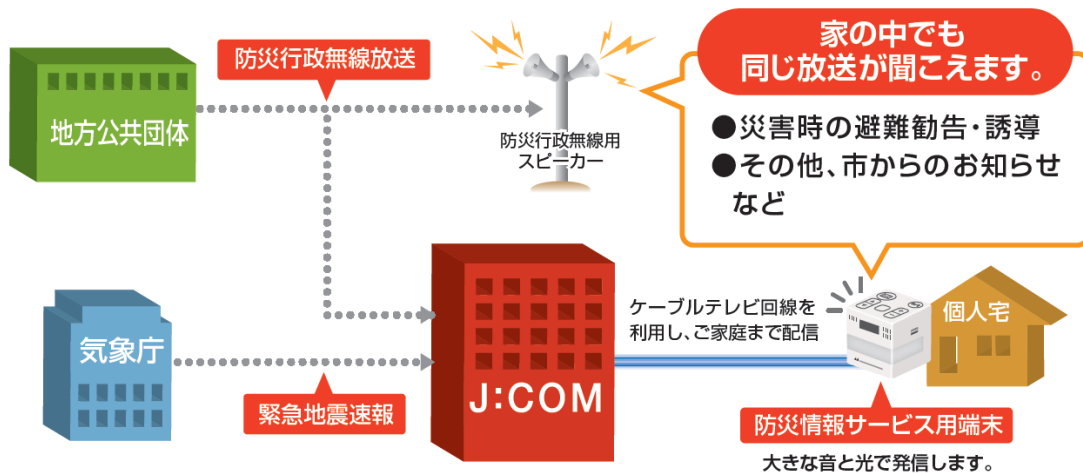 防災行政無線放送
地方公共団体
防災行政無線用
スピーカー
家の中でも
同じ放送が聞こえます。
●災害時の避難勧告・誘導
●その他、市からのお知らせ
など
気象庁
緊急地震速報
J:COM
ケーブルテレビ回線を
利用し、ご家庭まで配信
個人宅
防災情報サービス用端末
大きな音と光で発信します。